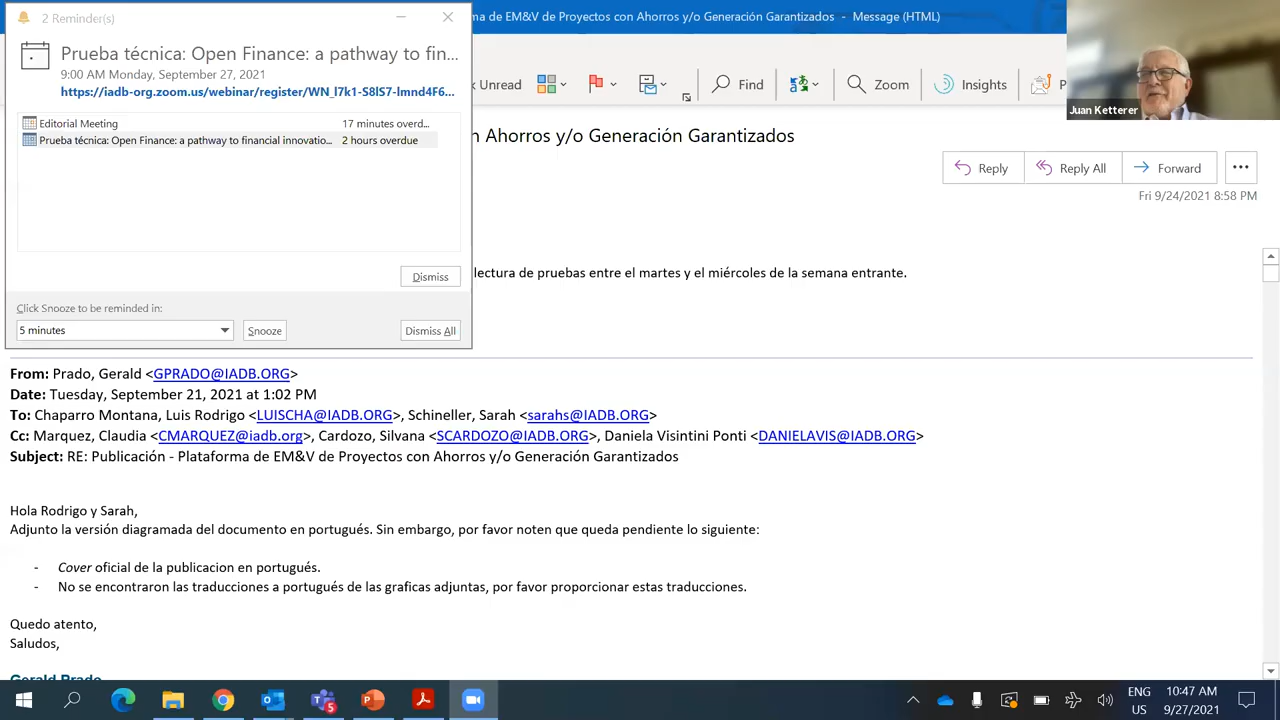 2 Reminder(s)
ma de EM&V de Proyectos con Ahorros y/o Generación Garantizados - Message (HTML)
Prueba técnica: Open Finance: a pathway to fin...
9:00 AM Monday, September 27, 2021
https://iadb-org.zoom.us/webinar/register/WN_l7k1-S8lS7-lmnd4F6...
Unread
Find
Zoom
Insights
Juan Ketterer
Editorial Meeting 17 minutes overd...
Prueba técnica: Open Finance: a pathway to financial innovatio... 2 hours overdue
n Ahorros y/o Generación Garantizados
Reply
Reply All
Forward
Fri 9/24/2021 8:58 PM
lectura de pruebas entre el martes y el miércoles de la semana entrante.
Dismiss
Click Snooze to be reminded in:
5 minutes
Snooze
Dismiss All
From: Prado, Gerald <GPRADO@IADB.ORG>
Date: Tuesday, September 21, 2021 at 1:02 PM
To: Chaparro Montana, Luis Rodrigo <LUISCHA@IADB.ORG>, Schineller, Sarah <sarahs@IADB.ORG>
Cc: Marquez, Claudia <CMARQUEZ@iadb.org>, Cardozo, Silvana <SCARDOZO@IADB.ORG>, Daniela Visintini Ponti <DANIELAVIS@IADB.ORG>
Subject: RE: Publicación - Plataforma de EM&V de Proyectos con Ahorros y/o Generación Garantizados
Hola Rodrigo y Sarah,
Adjunto la versión diagramada del documento en portugués. Sin embargo, por favor noten que queda pendiente lo siguiente:
- Cover oficial de la publicacion en portugués.
- No se encontraron las traducciones a portugués de las graficas adjuntas, por favor proporcionar estas traducciones.
Quedo atento,
Saludos,
Gerald Prado
ENG
US
10:47 AM
9/27/2021